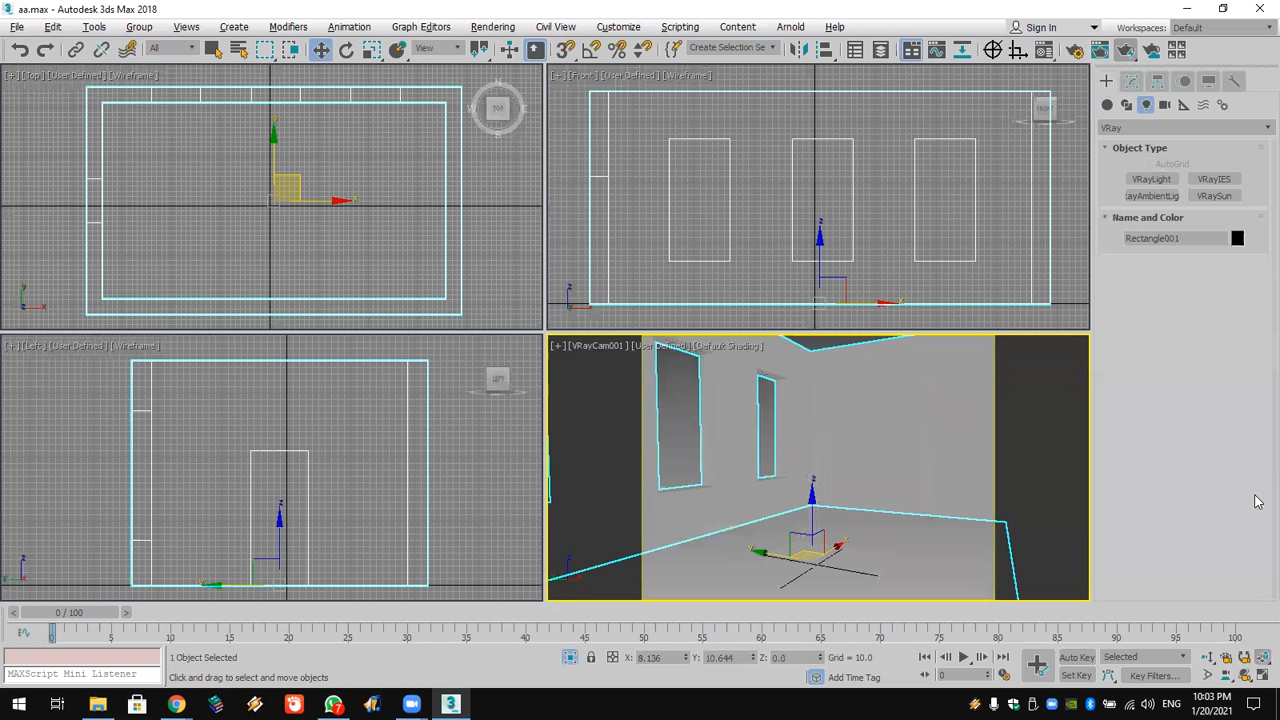 aa.max - Autodesk 3ds Max 2018
File Edit Tools Group Views Create Modifiers Animation Graph Editors Rendering Civil View Customize Scripting Content Arnold Help Sign In Workspaces: Default
All View Create Selection Se
[+] [Top] [User Defined] [Wireframe]
TOP
N
W E
S
y
x
y
z x
[+] [Front] [User Defined] [Wireframe]
FRONT
z
x
z
x
[+] [Left] [User Defined] [Wireframe]
LEFT
z
y
z
y
[+] [VRayCam001] [User Defined] [Default Shading]
z
y x
z
VRay
Object Type
AutoGrid
VRayLight VRayIES
rayAmbientLig VRaySun
Name and Color
Rectangle001
< 0 / 100 >
0 5 10 15 20 25 30 35 40 45 50 55 60 65 70 75 80 85 90 95 100
1 Object Selected X: 8.136 Y: 10.644 Z: 0.0 Grid = 10.0 Auto Key Selected
MAXScript Mini Listener Click and drag to select and move objects Add Time Tag 0 Set Key Key Filters...
ENG 10:03 PM
1/20/2021